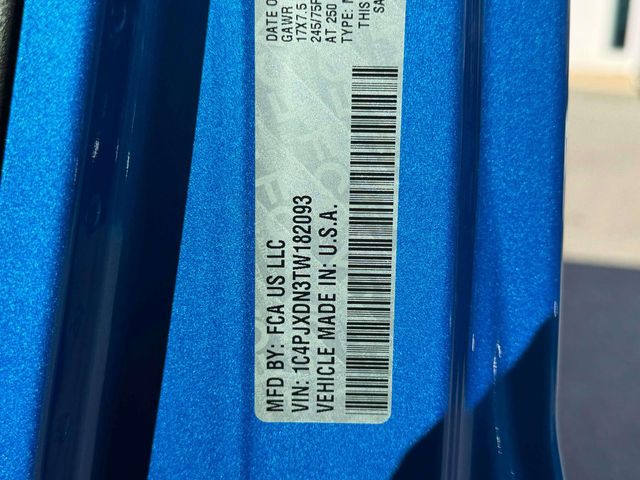 MFD BY: FCA US LLC
VIN: 1C4PJXDN3TW182093
VEHICLE MADE IN: U.S.A.
DATE O
GAWR
17X7.5
245/75R
AT 250
TYPE:
THIS
SA